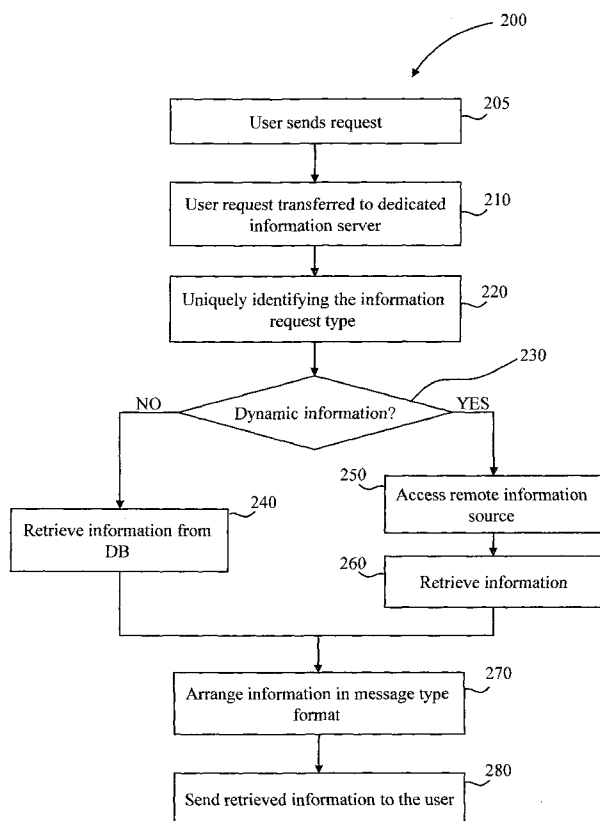 200
205
User sends request
210
User request transferred to dedicated
information server
220
Uniquely identifying the information
request type
230
NO
Dynamic information?
YES
240
Retrieve information from
DB
250
Access remote information
source
260
Retrieve information
270
Arrange information in message type
format
280
Send retrieved information to the user